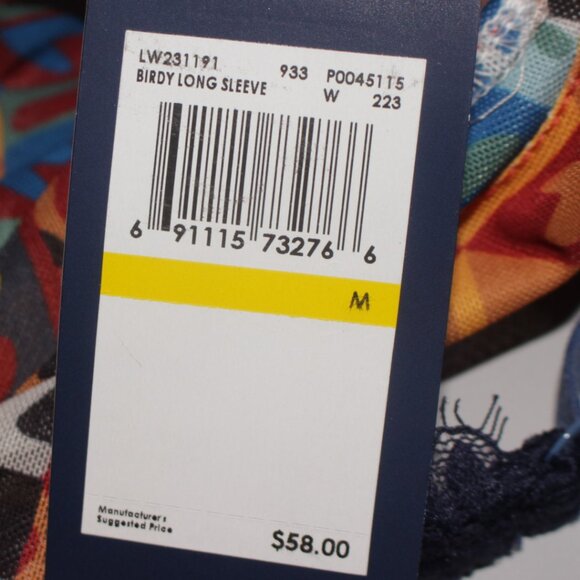 LW231191 933 P0045115
BIRDY LONG SLEEVE W 223
6 91115 73276 6
M
Manufacturer's
Suggested Price
$58.00